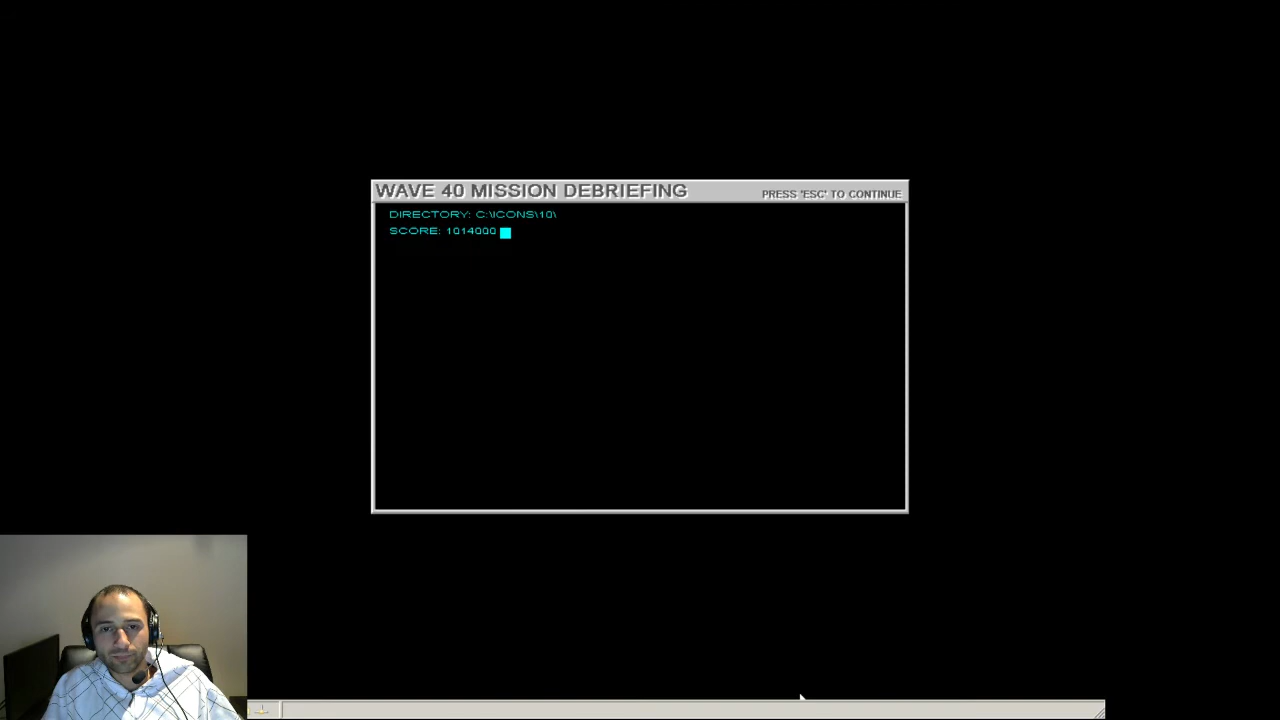 WAVE 40 MISSION DEBRIEFING
PRESS 'ESC' TO CONTINUE
DIRECTORY: C:\ICONS\10\
SCORE: 1014000